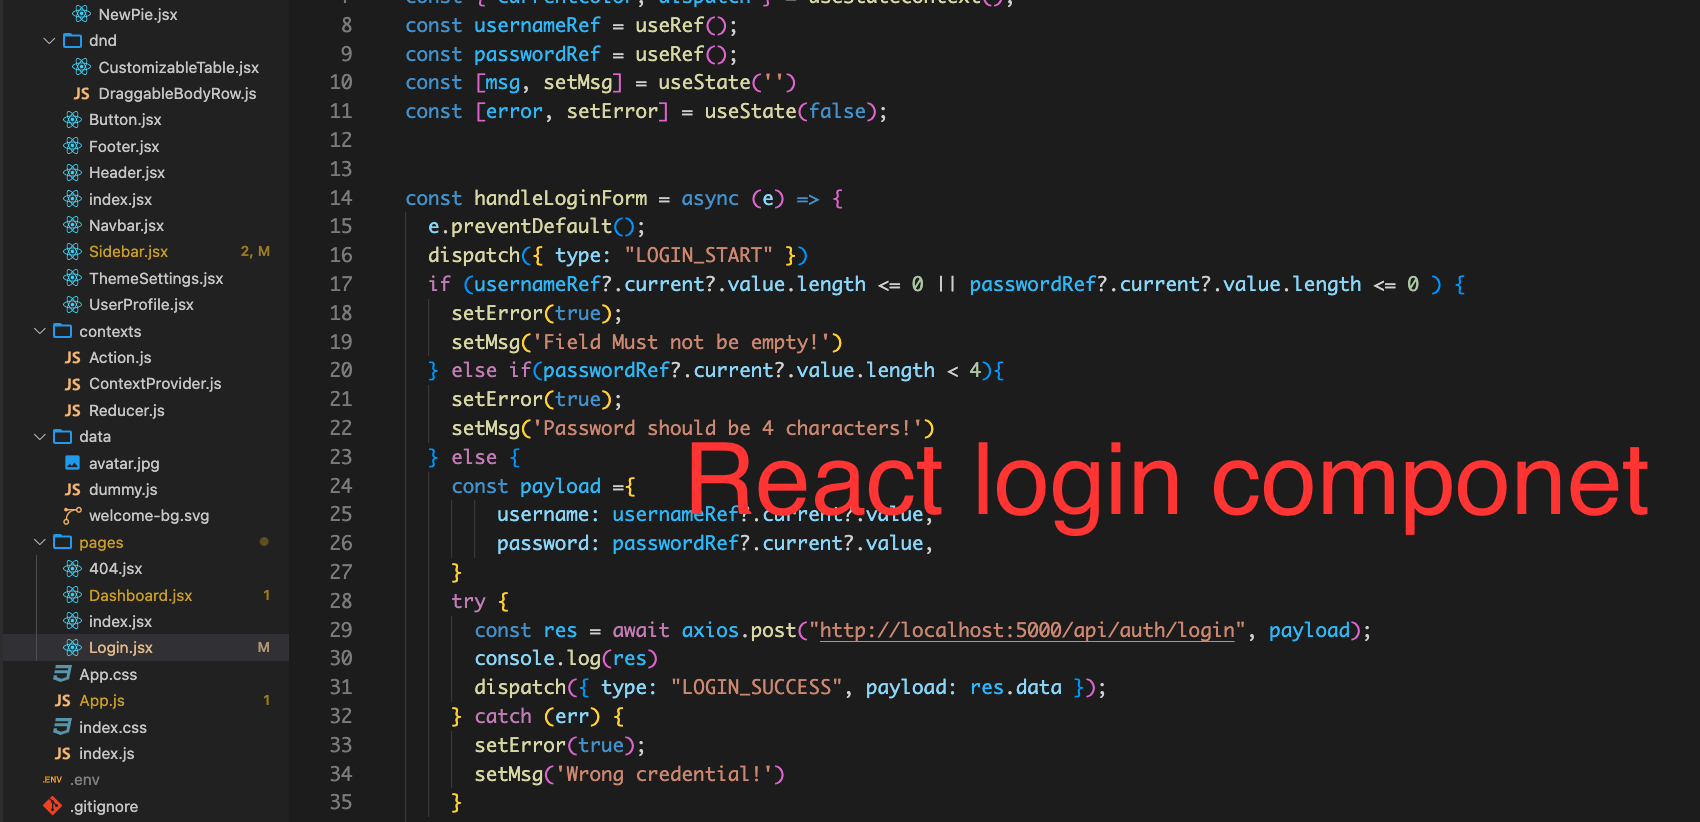 NewPie.jsx
dnd
CustomizableTable.jsx
JS DraggableBodyRow.js
Button.jsx
Footer.jsx
Header.jsx
index.jsx
Navbar.jsx
Sidebar.jsx 2, M
ThemeSettings.jsx
UserProfile.jsx
contexts
JS Action.js
JS ContextProvider.js
JS Reducer.js
data
avatar.jpg
JS dummy.js
welcome-bg.svg
pages
404.jsx
Dashboard.jsx 1
index.jsx
Login.jsx M
App.css
JS App.js 1
index.css
JS index.js
.ENV .env
.gitignore
7 const { currentColor, dispatch } = useStateContext();
8 const usernameRef = useRef();
9 const passwordRef = useRef();
10 const [msg, setMsg] = useState('')
11 const [error, setError] = useState(false);
12
13
14 const handleLoginForm = async (e) => {
15 e.preventDefault();
16 dispatch({ type: "LOGIN_START" })
17 if (usernameRef?.current?.value.length <= 0 || passwordRef?.current?.value.length <= 0 ) {
18 setError(true);
19 setMsg('Field Must not be empty!')
20 } else if(passwordRef?.current?.value.length < 4){
21 setError(true);
22 setMsg('Password should be 4 characters!')
23 } else {
24 const payload ={
25 username: usernameRef?.current?.value,
26 password: passwordRef?.current?.value,
27 }
28 try {
29 const res = await axios.post("http://localhost:5000/api/auth/login", payload);
30 console.log(res)
31 dispatch({ type: "LOGIN_SUCCESS", payload: res.data });
32 } catch (err) {
33 setError(true);
34 setMsg('Wrong credential!')
35 }
React login componet